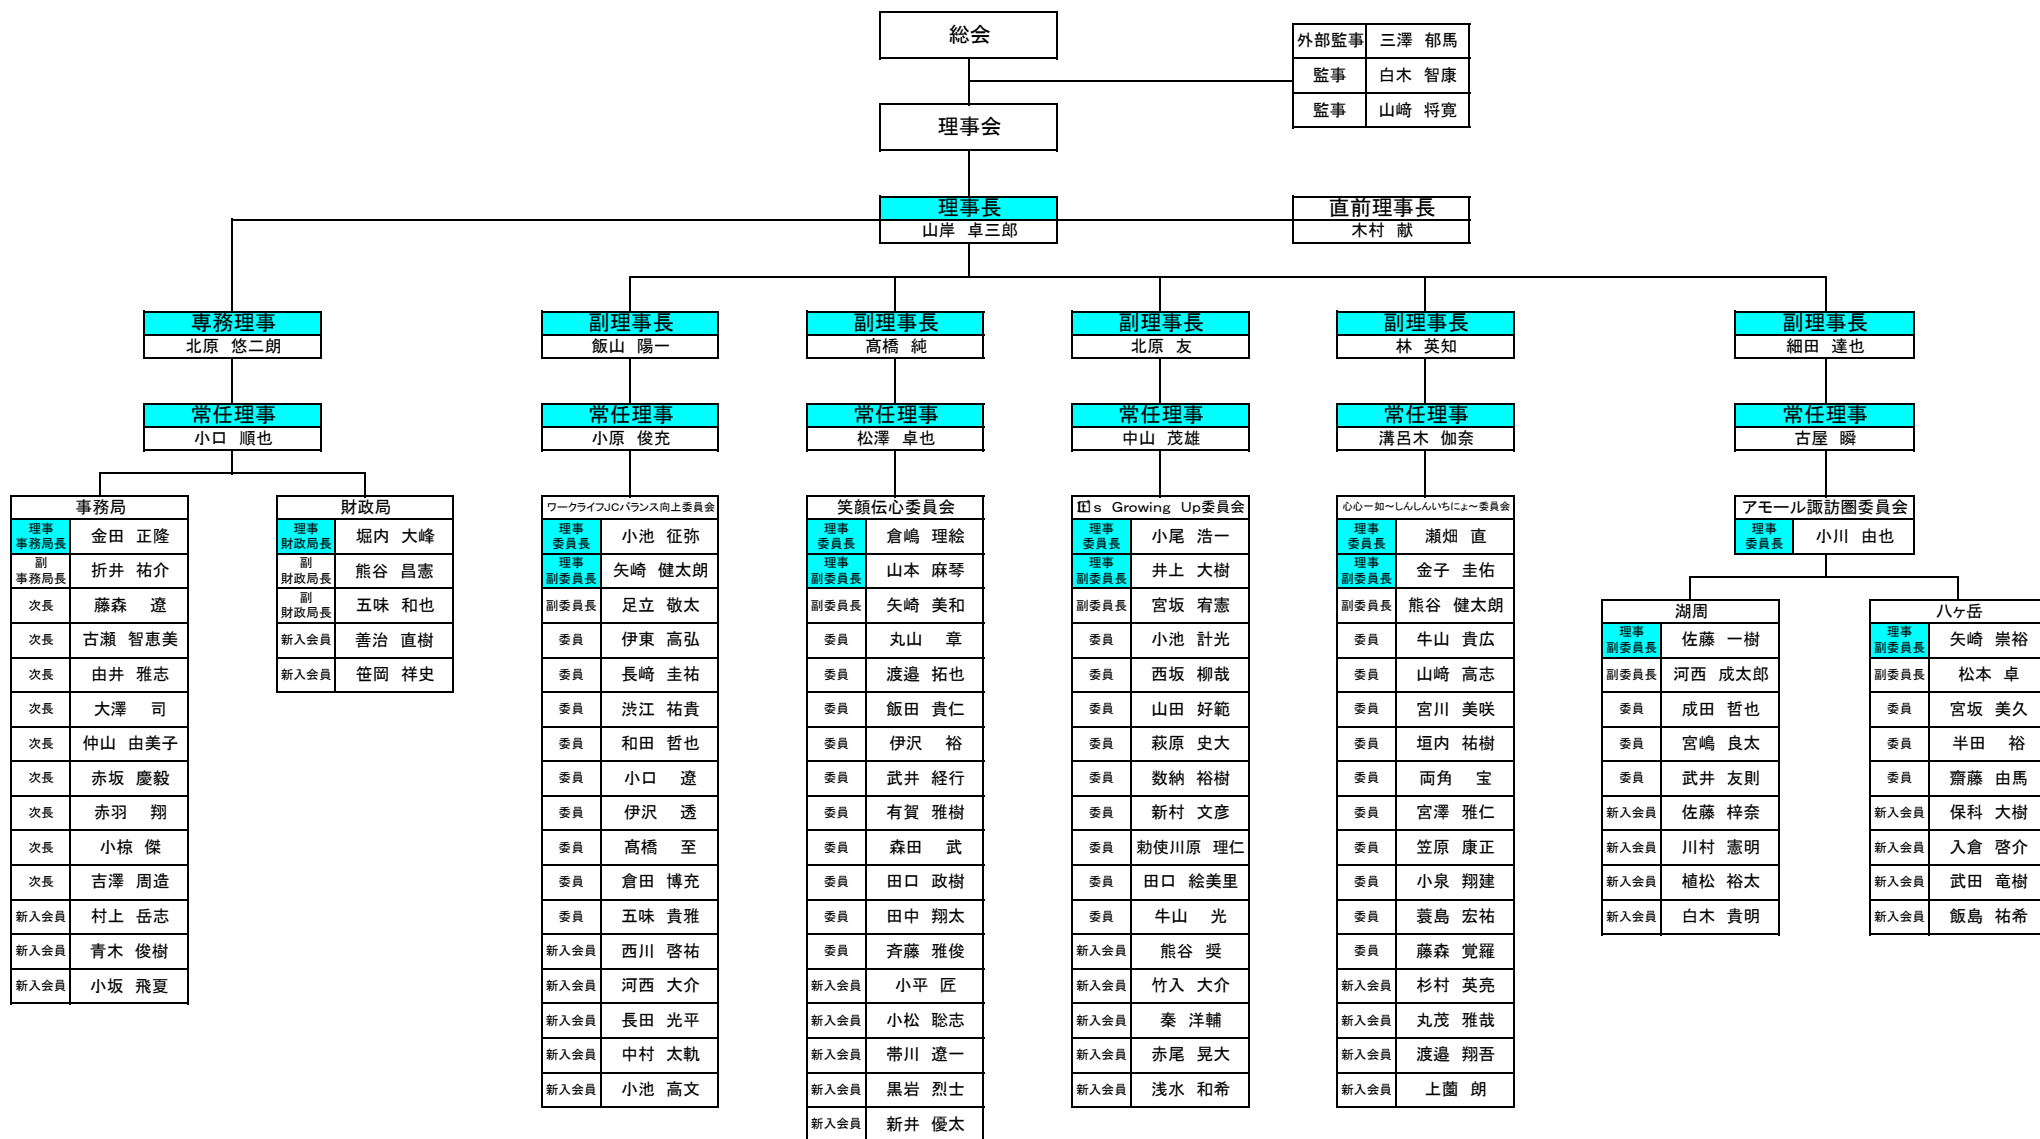 総会
外部監事 三澤 郁馬
監事 白木 智康
監事 山﨑 将寛
理事会
理事長
山岸 卓三郎
直前理事長
木村 献
専務理事
北原 悠二朗
常任理事
小口 順也
事務局
理事
事務局長 金田 正隆
副
事務局長 折井 祐介
次長 藤森 遼
次長 古瀬 智恵美
次長 由井 雅志
次長 大澤 司
次長 仲山 由美子
次長 赤坂 慶毅
次長 赤羽 翔
次長 小椋 傑
次長 吉澤 周造
新入会員 村上 岳志
新入会員 青木 俊樹
新入会員 小坂 飛夏
財政局
理事
財政局長 堀内 大峰
副
財政局長 熊谷 昌憲
副
財政局長 五味 和也
新入会員 善治 直樹
新入会員 笹岡 祥史
副理事長
飯山 陽一
常任理事
小原 俊充
ワークライフJCバランス向上委員会
理事
委員長 小池 征弥
理事
副委員長 矢崎 健太朗
副委員長 足立 敬太
委員 伊東 高弘
委員 長﨑 圭祐
委員 渋江 祐貴
委員 和田 哲也
委員 小口 遼
委員 伊沢 透
委員 髙橋 至
委員 倉田 博充
委員 五味 貴雅
新入会員 西川 啓祐
新入会員 河西 大介
新入会員 長田 光平
新入会員 中村 太軌
新入会員 小池 高文
副理事長
髙橋 純
常任理事
松澤 卓也
笑顔伝心委員会
理事
委員長 倉嶋 理絵
理事
副委員長 山本 麻琴
副委員長 矢崎 美和
委員 丸山 章
委員 渡邉 拓也
委員 飯田 貴仁
委員 伊沢 裕
委員 武井 経行
委員 有賀 雅樹
委員 森田 武
委員 田口 政樹
委員 田中 翔太
委員 斉藤 雅俊
新入会員 小平 匠
新入会員 小松 聡志
新入会員 帯川 遼一
新入会員 黒岩 烈士
新入会員 新井 優太
副理事長
北原 友
常任理事
中山 茂雄
s Growing Up委員会
理事
委員長 小尾 浩一
理事
副委員長 井上 大樹
副委員長 宮坂 宥憲
委員 小池 計光
委員 西坂 柳哉
委員 山田 好範
委員 萩原 史大
委員 数納 裕樹
委員 新村 文彦
委員 勅使川原 理仁
委員 田口 絵美里
委員 牛山 光
新入会員 熊谷 奨
新入会員 竹入 大介
新入会員 秦 洋輔
新入会員 赤尾 晃大
新入会員 浅水 和希
副理事長
林 英知
常任理事
溝呂木 伽奈
心心一如～しんしんいちにょ～委員会
理事
委員長 瀬畑 直
理事
副委員長 金子 圭佑
副委員長 熊谷 健太朗
委員 牛山 貴広
委員 山﨑 高志
委員 宮川 美咲
委員 垣内 祐樹
委員 両角 宝
委員 宮澤 雅仁
委員 笠原 康正
委員 小泉 翔建
委員 蓑島 宏祐
委員 藤森 覚羅
新入会員 杉村 英亮
新入会員 丸茂 雅哉
新入会員 渡邉 翔吾
新入会員 上薗 朗
副理事長
細田 達也
常任理事
古屋 瞬
アモール諏訪圏委員会
理事
委員長 小川 由也
湖周
理事
副委員長 佐藤 一樹
副委員長 河西 成太郎
委員 成田 哲也
委員 宮嶋 良太
委員 武井 友則
新入会員 佐藤 梓奈
新入会員 川村 憲明
新入会員 植松 裕太
新入会員 白木 貴明
八ヶ岳
理事
副委員長 矢崎 崇裕
副委員長 松本 卓
委員 宮坂 美久
委員 半田 裕
委員 齋藤 由馬
新入会員 保科 大樹
新入会員 入倉 啓介
新入会員 武田 竜樹
新入会員 飯島 祐希